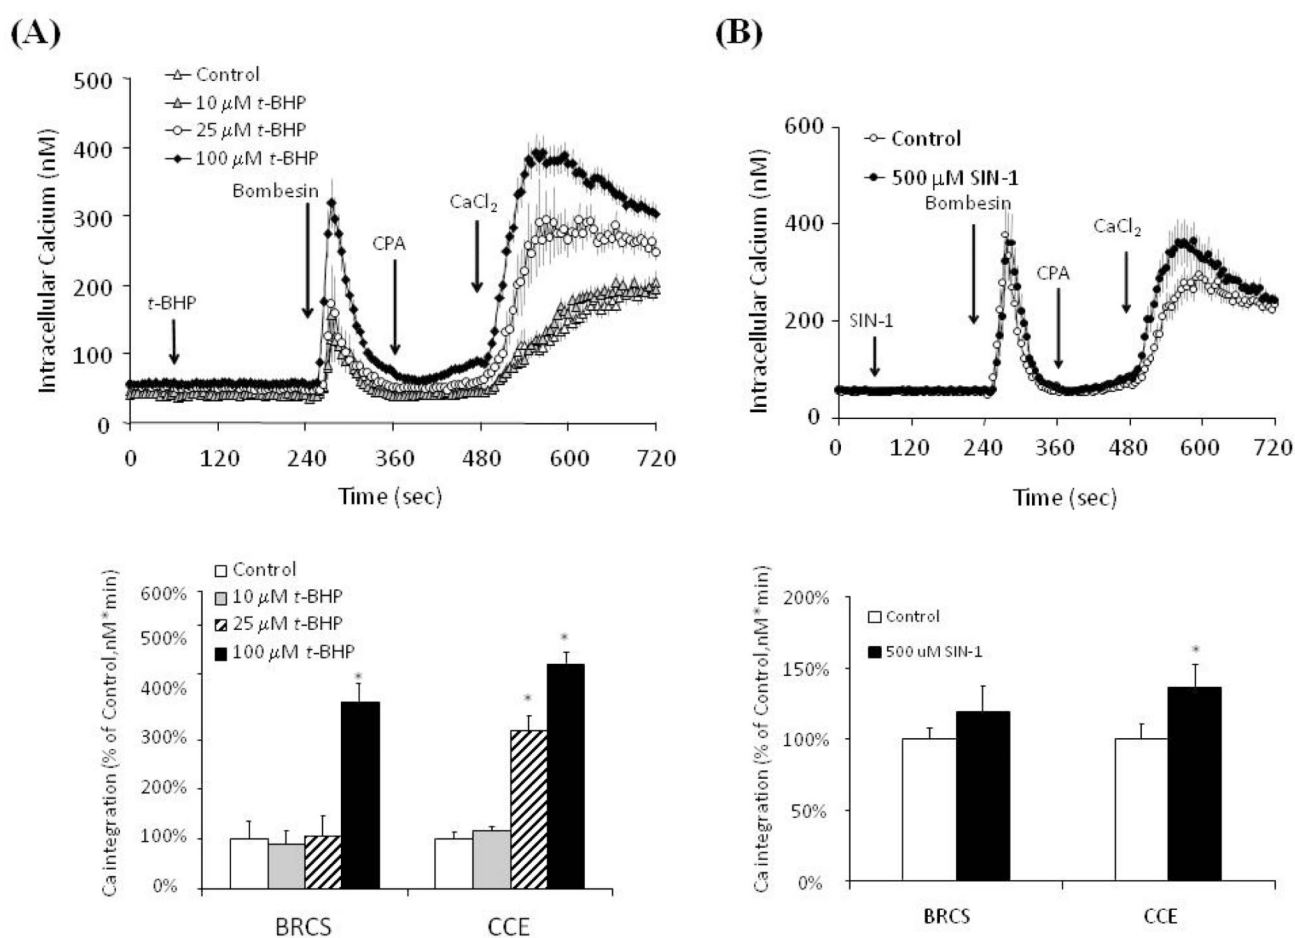 (A)
Intracellular Calcium (nM)
500
400
300
200
100
0
Control
10 μM t-BHP
25 μM t-BHP
100 μM t-BHP
Bombesin
CaCl₂
CPA
t-BHP
0 120 240 360 480 600 720
Time (sec)
(B)
Intracellular Calcium (nM)
600
400
200
0
Control
500 μM SIN-1
Bombesin
CaCl₂
CPA
SIN-1
0 120 240 360 480 600 720
Time (sec)
Ca integration (% of Control,nM*min)
600%
500%
400%
300%
200%
100%
0%
Control
10 μM t-BHP
25 μM t-BHP
100 μM t-BHP
*
*
*
BRCS CCE
Ca integration (% of Control,nM*min)
200%
150%
100%
50%
0%
Control
500 uM SIN-1
*
BRCS CCE